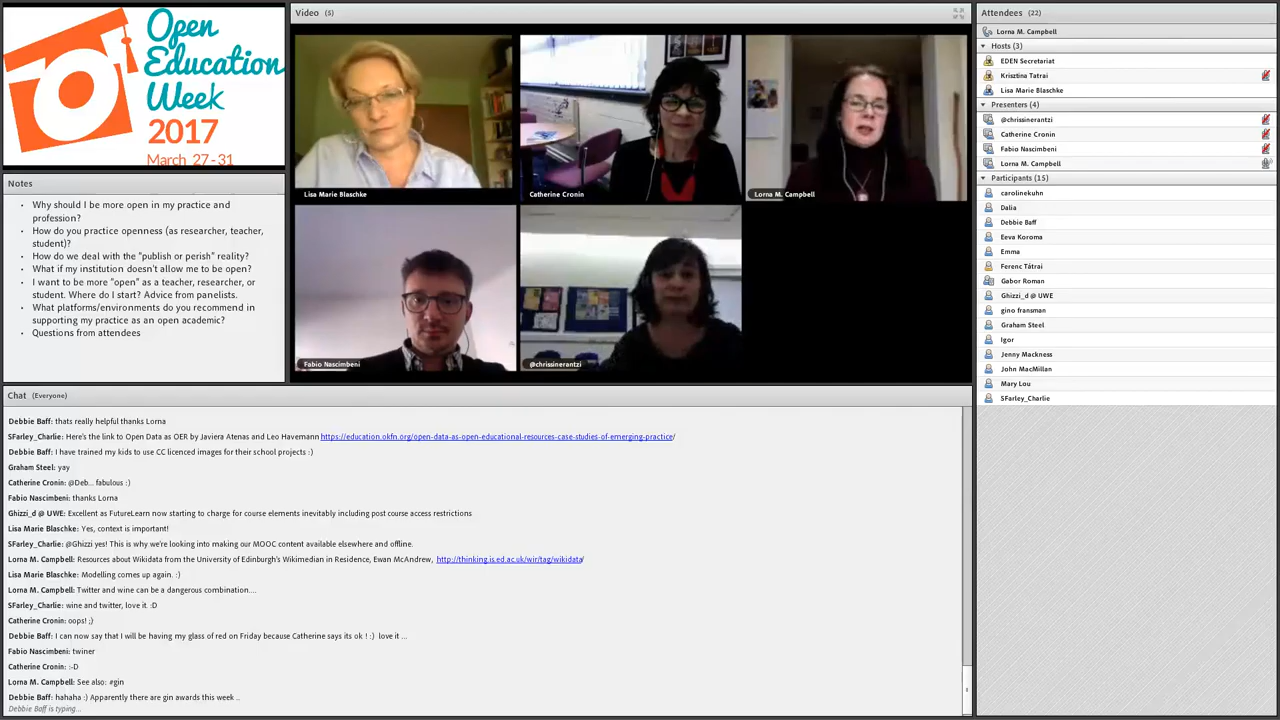 Open
Education
Week
2017
March 27-31
Notes
Why should I be more open in my practice and
profession?
How do you practice openness (as researcher, teacher,
student)?
How do we deal with the "publish or perish" reality?
What if my institution doesn't allow me to be open?
I want to be more "open" as a teacher, researcher, or
student. Where do I start? Advice from panelists.
What platforms/environments do you recommend in
supporting my practice as an open academic?
Questions from attendees
Video (5)
Lisa Marie Blaschke
Catherine Cronin
Lorna M. Campbell
Fabio Nascimbeni
@chrissinerantzi
Attendees (22)
Lorna M. Campbell
Hosts (3)
EDEN Secretariat
Krisztina Tatrai
Lisa Marie Blaschke
Presenters (4)
@chrissinerantzi
Catherine Cronin
Fabio Nascimbeni
Lorna M. Campbell
Participants (15)
carolinekuhn
Dalia
Debbie Baff
Eeva Koroma
Emma
Ferenc Tátrai
Gabor Roman
Ghizzi_d @ UWE
gino fransman
Graham Steel
Igor
Jenny Mackness
John MacMillan
Mary Lou
SFarley_Charlie
Chat (Everyone)
Debbie Baff: thats really helpful thanks Lorna
SFarley_Charlie: Here's the link to Open Data as OER by Javiera Atenas and Leo Havemann https://education.okfn.org/open-data-as-open-educational-resources-case-studies-of-emerging-practice/
Debbie Baff: I have trained my kids to use CC licenced images for their school projects :)
Graham Steel: yay
Catherine Cronin: @Deb... fabulous :)
Fabio Nascimbeni: thanks Lorna
Ghizzi_d @ UWE: Excellent as FutureLearn now starting to charge for course elements inevitably including post course access restrictions
Lisa Marie Blaschke: Yes, context is important!
SFarley_Charlie: @Ghizzi yes! This is why we're looking into making our MOOC content available elsewhere and offline.
Lorna M. Campbell: Resources about Wikidata from the University of Edinburgh's Wikimedian in Residence, Ewan McAndrew, http://thinking.is.ed.ac.uk/wir/tag/wikidata/
Lisa Marie Blaschke: Modelling comes up again. :)
Lorna M. Campbell: Twitter and wine can be a dangerous combination....
SFarley_Charlie: wine and twitter, love it. :D
Catherine Cronin: oops! ;}
Debbie Baff: I can now say that I will be having my glass of red on Friday because Catherine says its ok ! :) love it ...
Fabio Nascimbeni: twiner
Catherine Cronin: :-D
Lorna M. Campbell: See also: #gin
Debbie Baff: hahaha :) Apparently there are gin awards this week ..
Debbie Baff is typing...